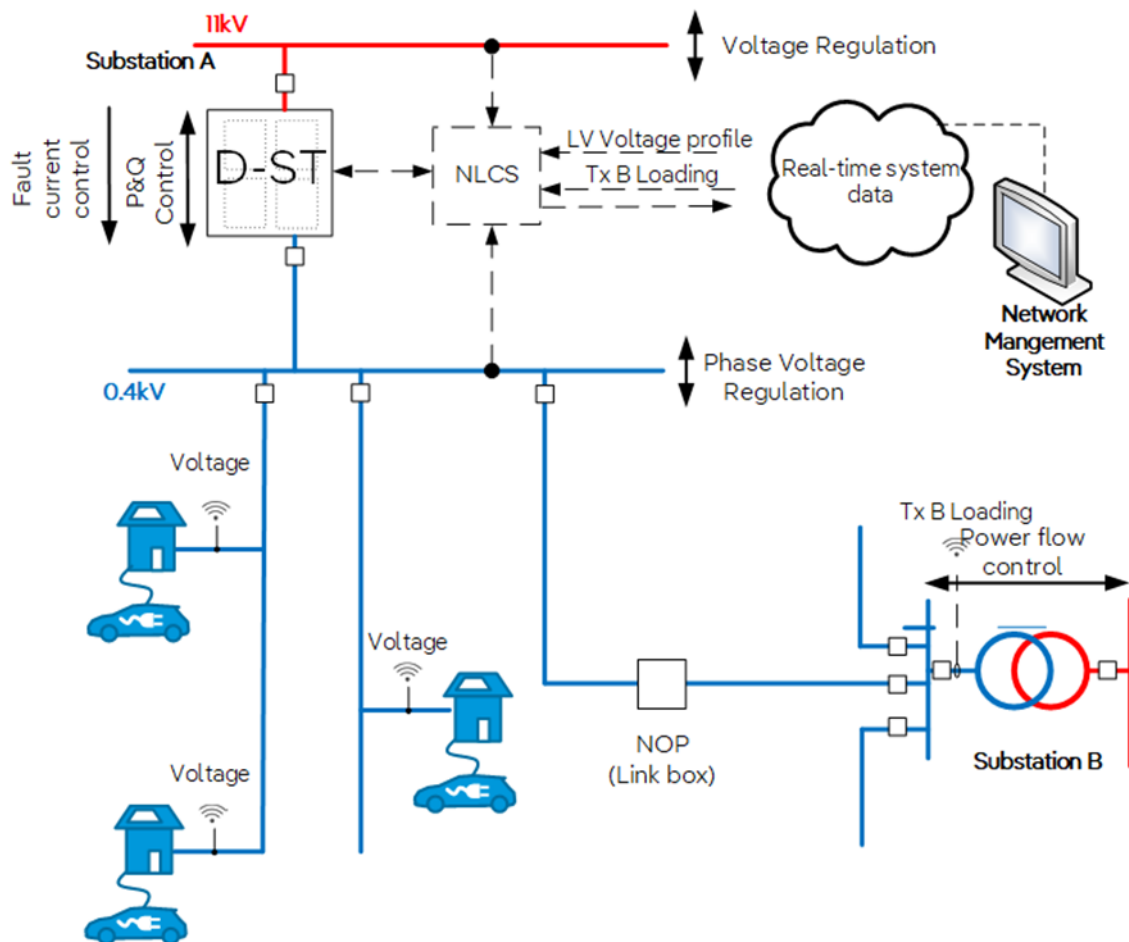 11kV
Substation A
Voltage Regulation
Fault
current
control
P&Q
Control
D-ST
NLCS
LV Voltage profile
Tx B Loading
Real-time system
data
Network
Mangement
System
0.4kV
Phase Voltage
Regulation
Voltage
Voltage
Voltage
Tx B Loading
Power flow
control
NOP
(Link box)
Substation B